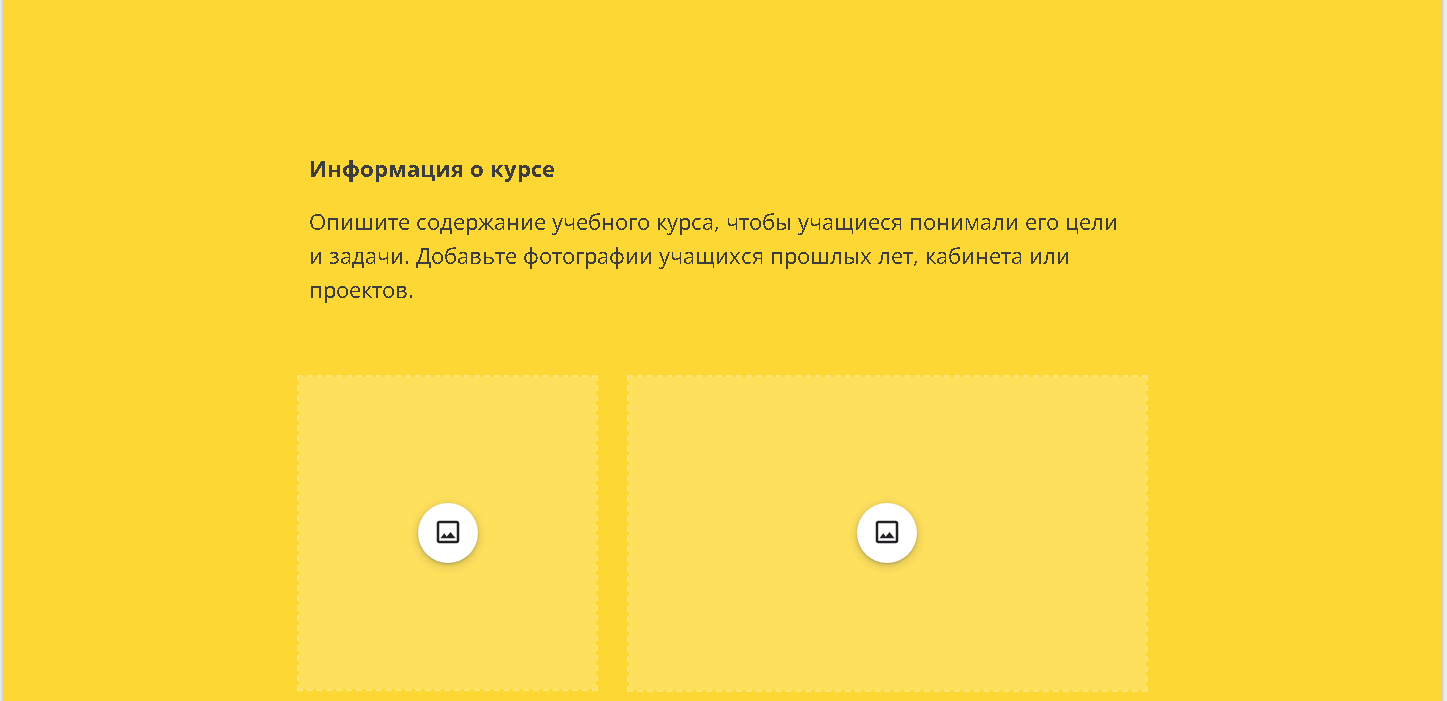 Информация о курсе
Опишите содержание учебного курса, чтобы учащиеся понимали его цели
и задачи. Добавьте фотографии учащихся прошлых лет, кабинета или
проектов.